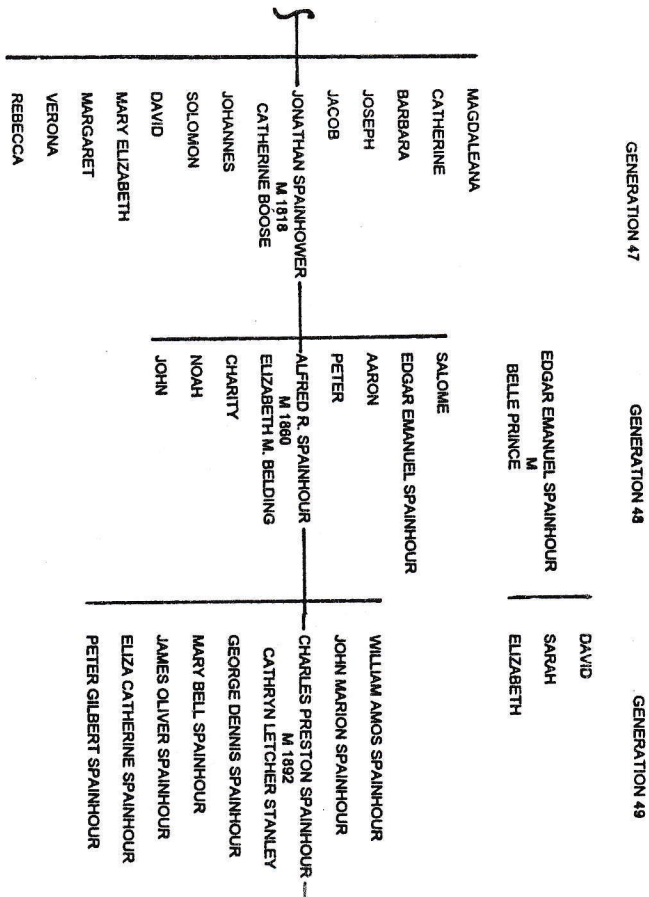 GENERATION 47
MAGDALEANA
CATHERINE
BARBARA
JOSEPH
JACOB
JONATHAN SPAINHOWER
M 1818
CATHERINE BOOSE
JOHANNES
SOLOMON
DAVID
MARY ELIZABETH
MARGARET
VERONA
REBECCA
GENERATION 48
EDGAR EMANUEL SPAINHOUR
M
BELLE PRINCE
SALOME
EDGAR EMANUEL SPAINHOUR
AARON
PETER
ALFRED R. SPAINHOUR
M 1860
ELIZABETH M. BELDING
CHARITY
NOAH
JOHN
GENERATION 49
DAVID
SARAH
ELIZABETH
WILLIAM AMOS SPAINHOUR
JOHN MARION SPAINHOUR
CHARLES PRESTON SPAINHOUR
M 1892
CATHRYN LETCHER STANLEY
GEORGE DENNIS SPAINHOUR
MARY BELL SPAINHOUR
JAMES OLIVER SPAINHOUR
ELIZA CATHERINE SPAINHOUR
PETER GILBERT SPAINHOUR